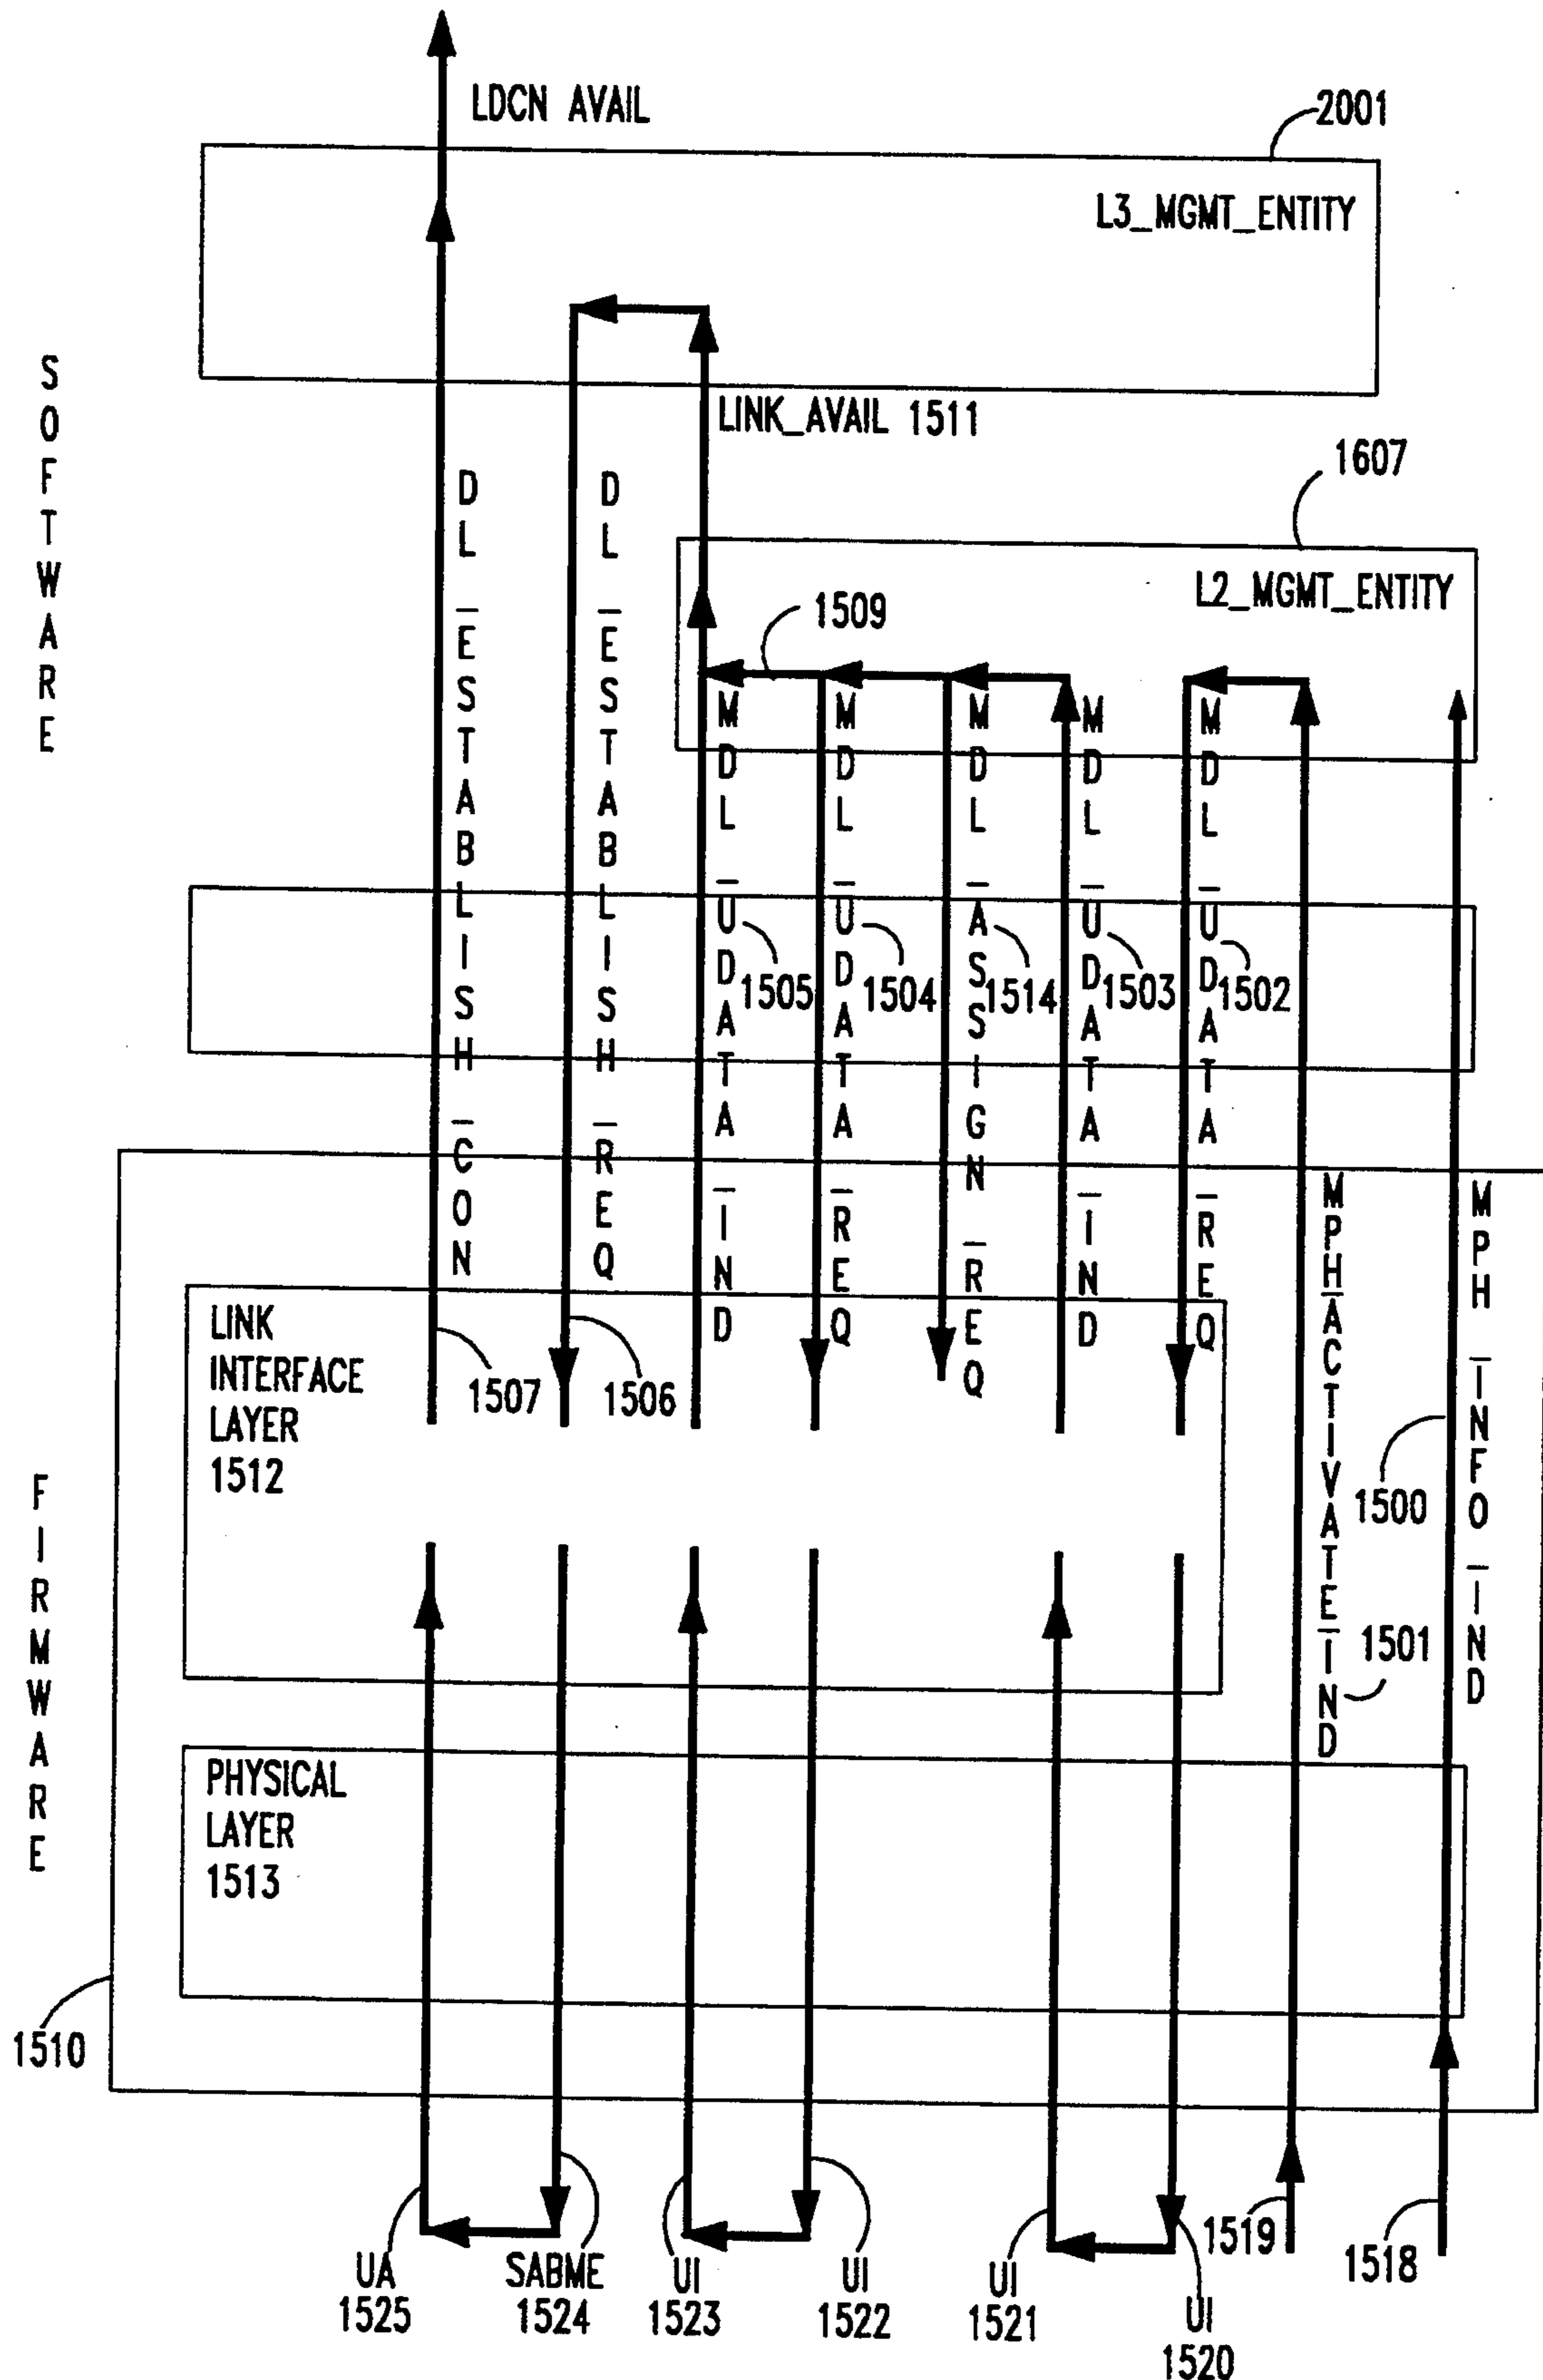 LDCN AVAIL
2001
L3_MGMT_ENTITY
SOFTWARE
LINK_AVAIL 1511
1607
L2_MGMT_ENTITY
1509
DL_ESTABLISH_CON
DL_ESTABLISH_REQ
MDL_UDATA_IND
MDL_UDATA_REQ
MDL_ASSIGN_REQ
MDL_UDATA_IND
MDL_UDATA_REQ
MPH_ACTIVATE_IND
MPH_INFO_IND
1505
1504
1514
1503
1502
FIRMWARE
LINK
INTERFACE
LAYER
1512
1507
1506
1500
1501
PHYSICAL
LAYER
1513
1510
UA
1525
SABME
1524
UI
1523
UI
1522
UI
1521
UI
1520
1519
1518